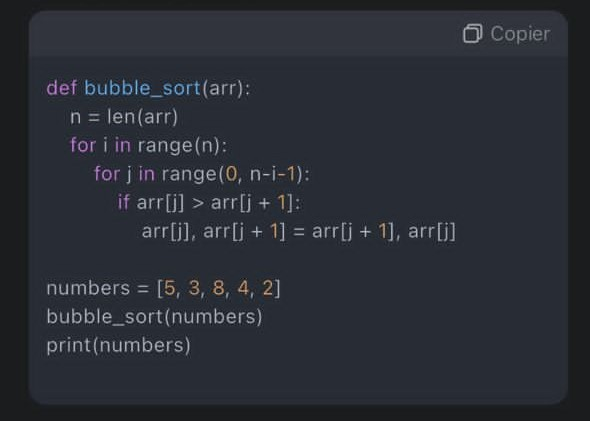 Copier
def bubble_sort(arr):
    n = len(arr)
    for i in range(n):
        for j in range(0, n-i-1):
            if arr[j] > arr[j + 1]:
                arr[j], arr[j + 1] = arr[j + 1], arr[j]

numbers = [5, 3, 8, 4, 2]
bubble_sort(numbers)
print(numbers)